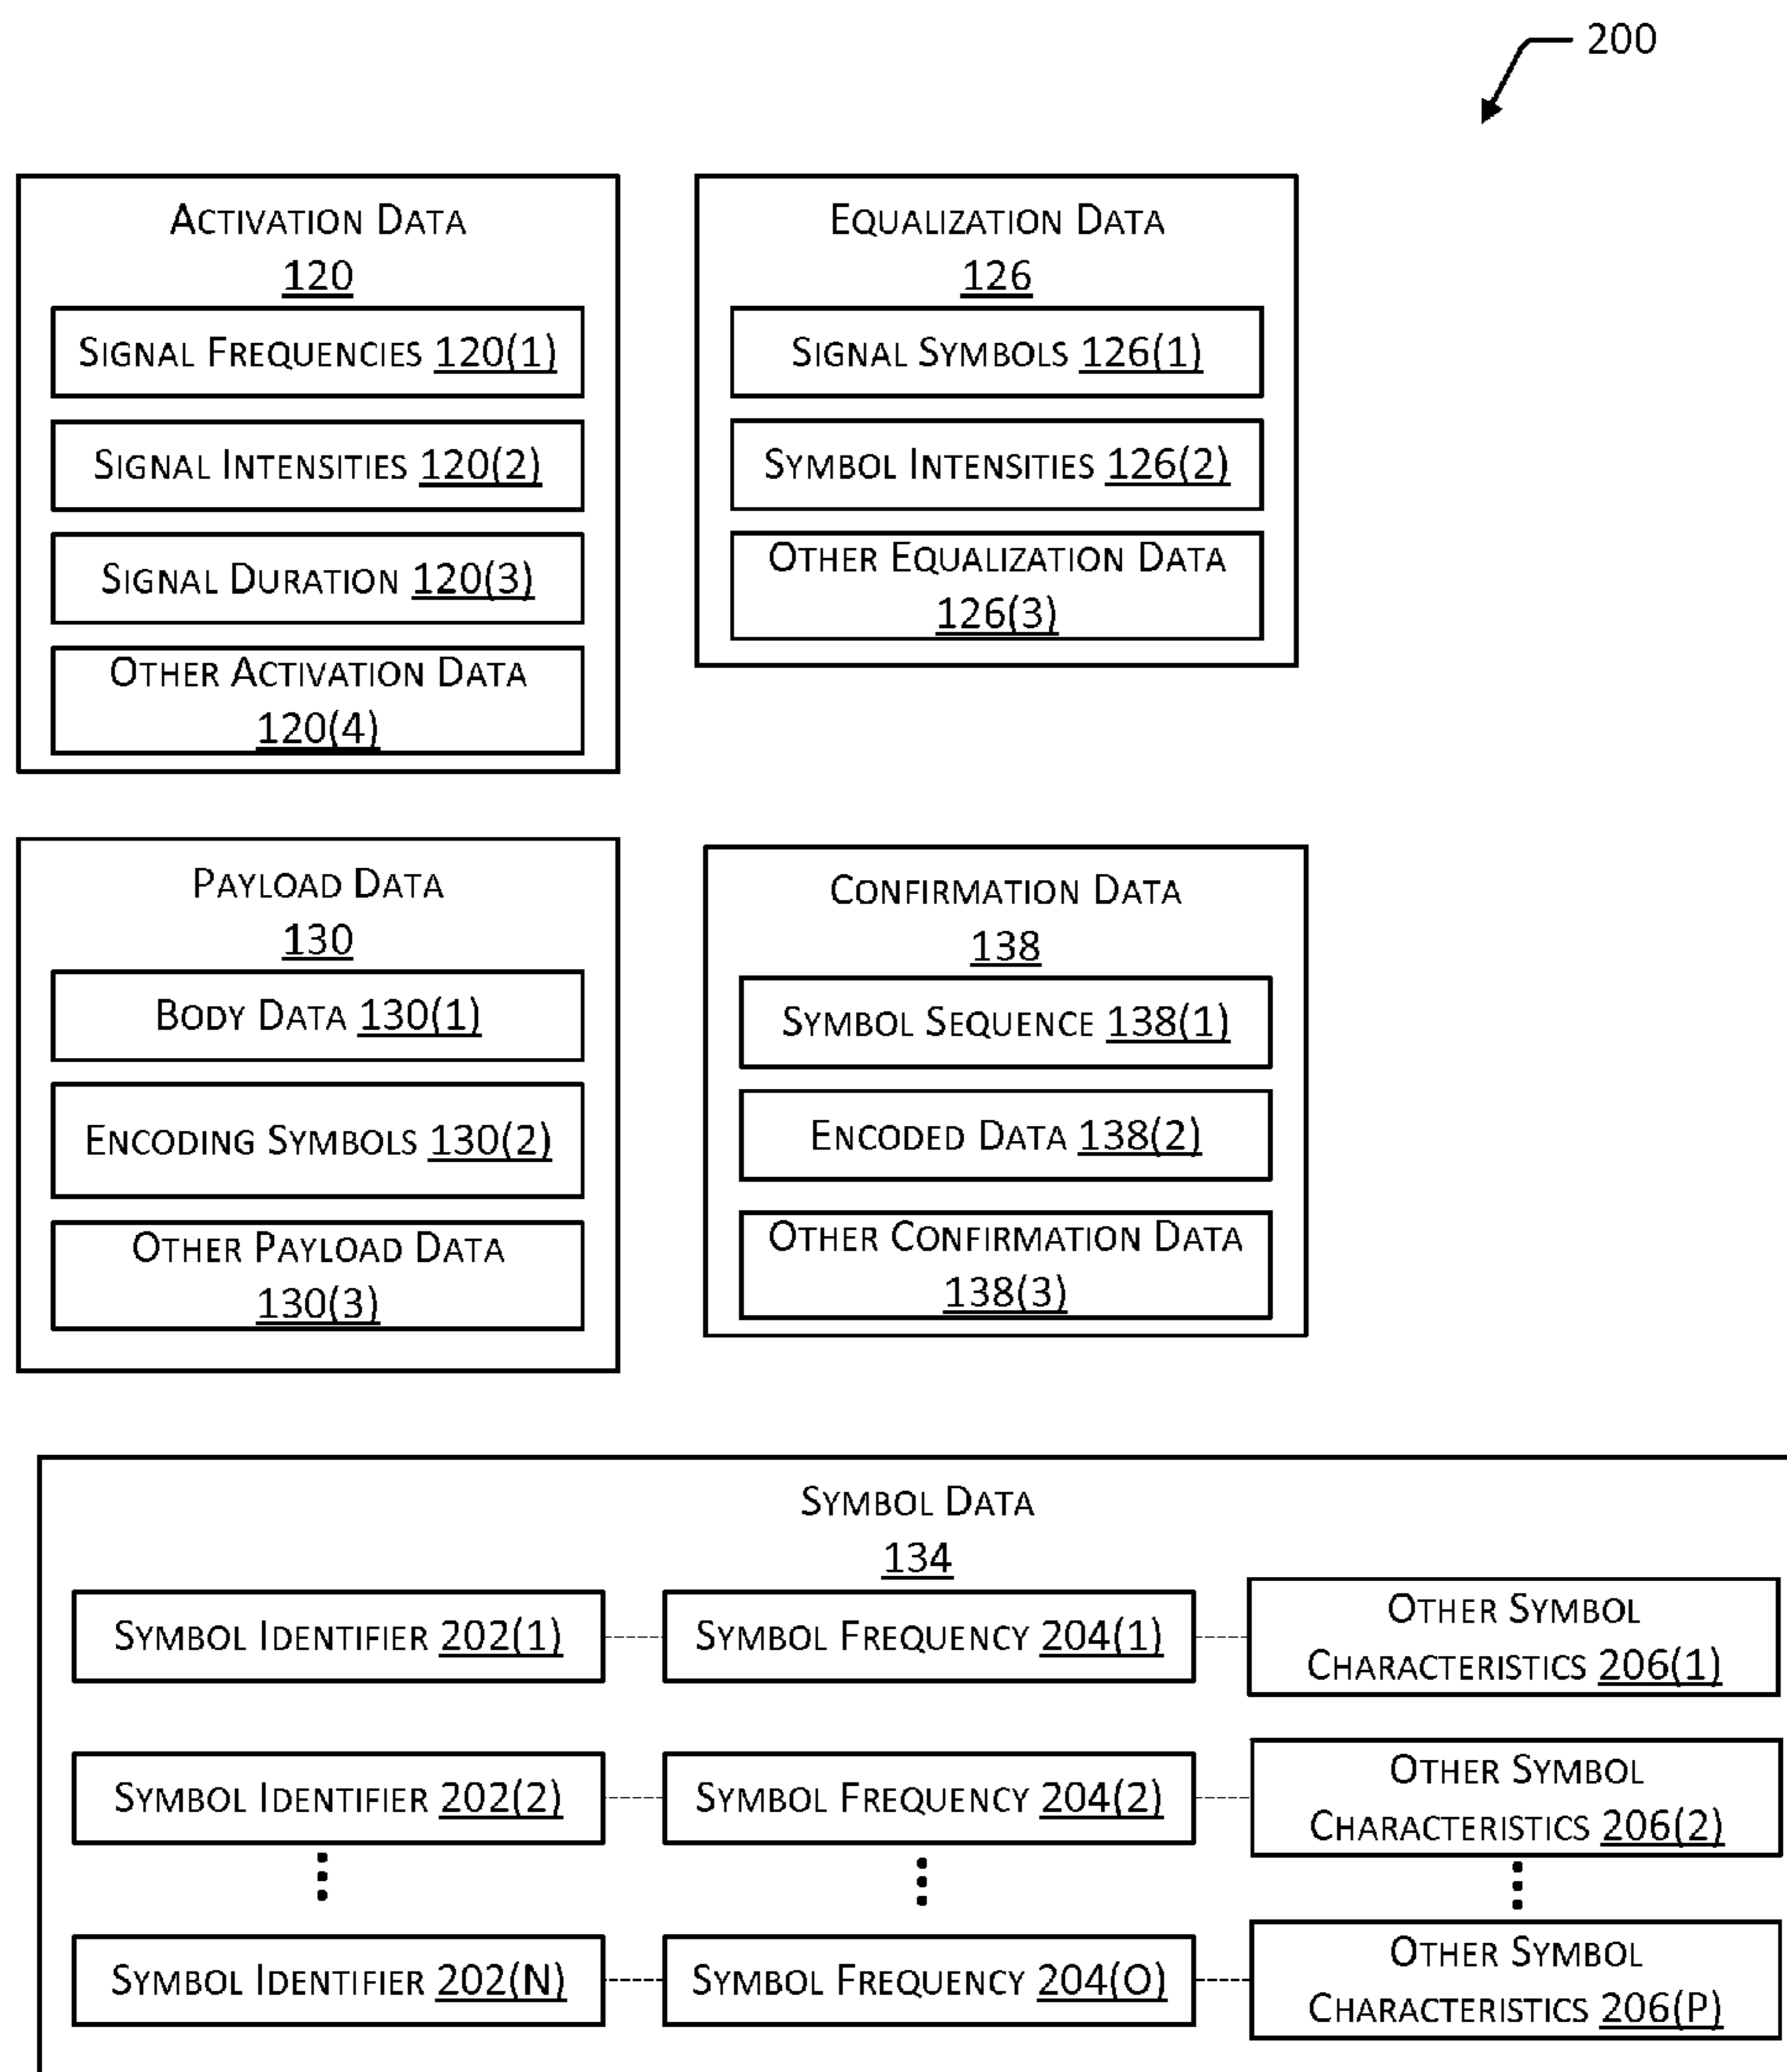 200
ACTIVATION DATA
120
SIGNAL FREQUENCIES 120(1)
SIGNAL INTENSITIES 120(2)
SIGNAL DURATION 120(3)
OTHER ACTIVATION DATA
120(4)
EQUALIZATION DATA
126
SIGNAL SYMBOLS 126(1)
SYMBOL INTENSITIES 126(2)
OTHER EQUALIZATION DATA
126(3)
PAYLOAD DATA
130
BODY DATA 130(1)
ENCODING SYMBOLS 130(2)
OTHER PAYLOAD DATA
130(3)
CONFIRMATION DATA
138
SYMBOL SEQUENCE 138(1)
ENCODED DATA 138(2)
OTHER CONFIRMATION DATA
138(3)
SYMBOL DATA
134
SYMBOL IDENTIFIER 202(1)
SYMBOL FREQUENCY 204(1)
OTHER SYMBOL
CHARACTERISTICS 206(1)
SYMBOL IDENTIFIER 202(2)
SYMBOL FREQUENCY 204(2)
OTHER SYMBOL
CHARACTERISTICS 206(2)
SYMBOL IDENTIFIER 202(N)
SYMBOL FREQUENCY 204(O)
OTHER SYMBOL
CHARACTERISTICS 206(P)